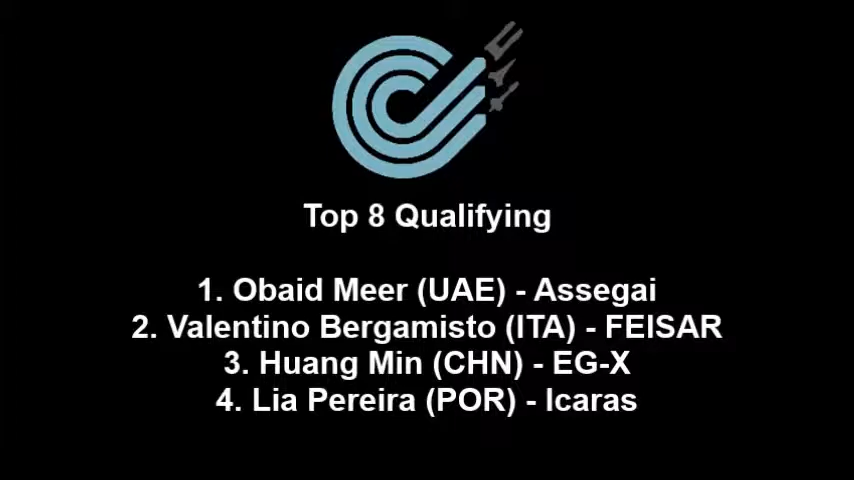 Top 8 Qualifying
1. Obaid Meer (UAE) - Assegai
2. Valentino Bergamisto (ITA) - FEISAR
3. Huang Min (CHN) - EG-X
4. Lia Pereira (POR) - Icaras